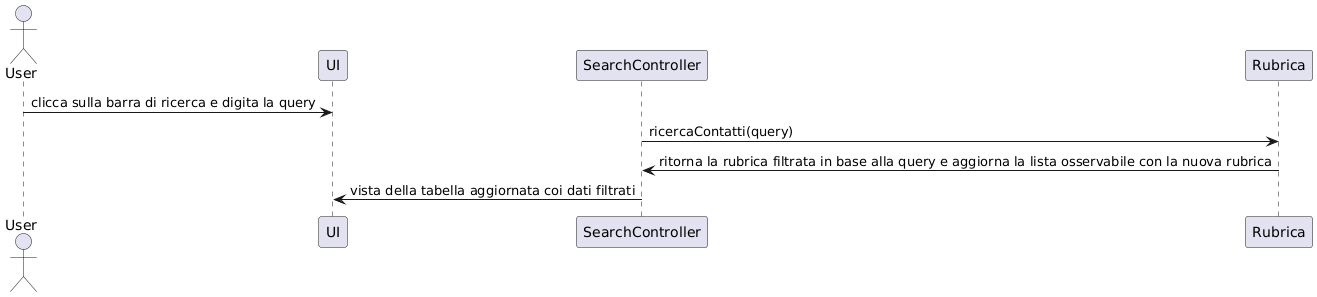 User
UI
SearchController
Rubrica
clicca sulla barra di ricerca e digita la query
ricercaContatti(query)
ritorna la rubrica filtrata in base alla query e aggiorna la lista osservabile con la nuova rubrica
vista della tabella aggiornata coi dati filtrati
User
UI
SearchController
Rubrica